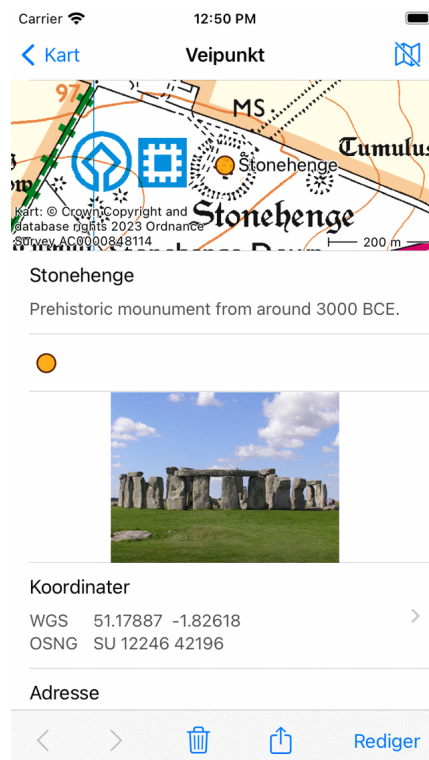 Carrier 12:50 PM
Kart Veipunkt
97
MS
Tumulus
Stonehenge
Stonehenge
Kart: © Crown Copyright and
database rights 2023 Ordnance
Survey AC0000848114
200 m
Stonehenge Down
Stonehenge
Prehistoric mounument from around 3000 BCE.
Koordinater
WGS 51.17887 -1.82618
OSNG SU 12246 42196
Adresse
Rediger